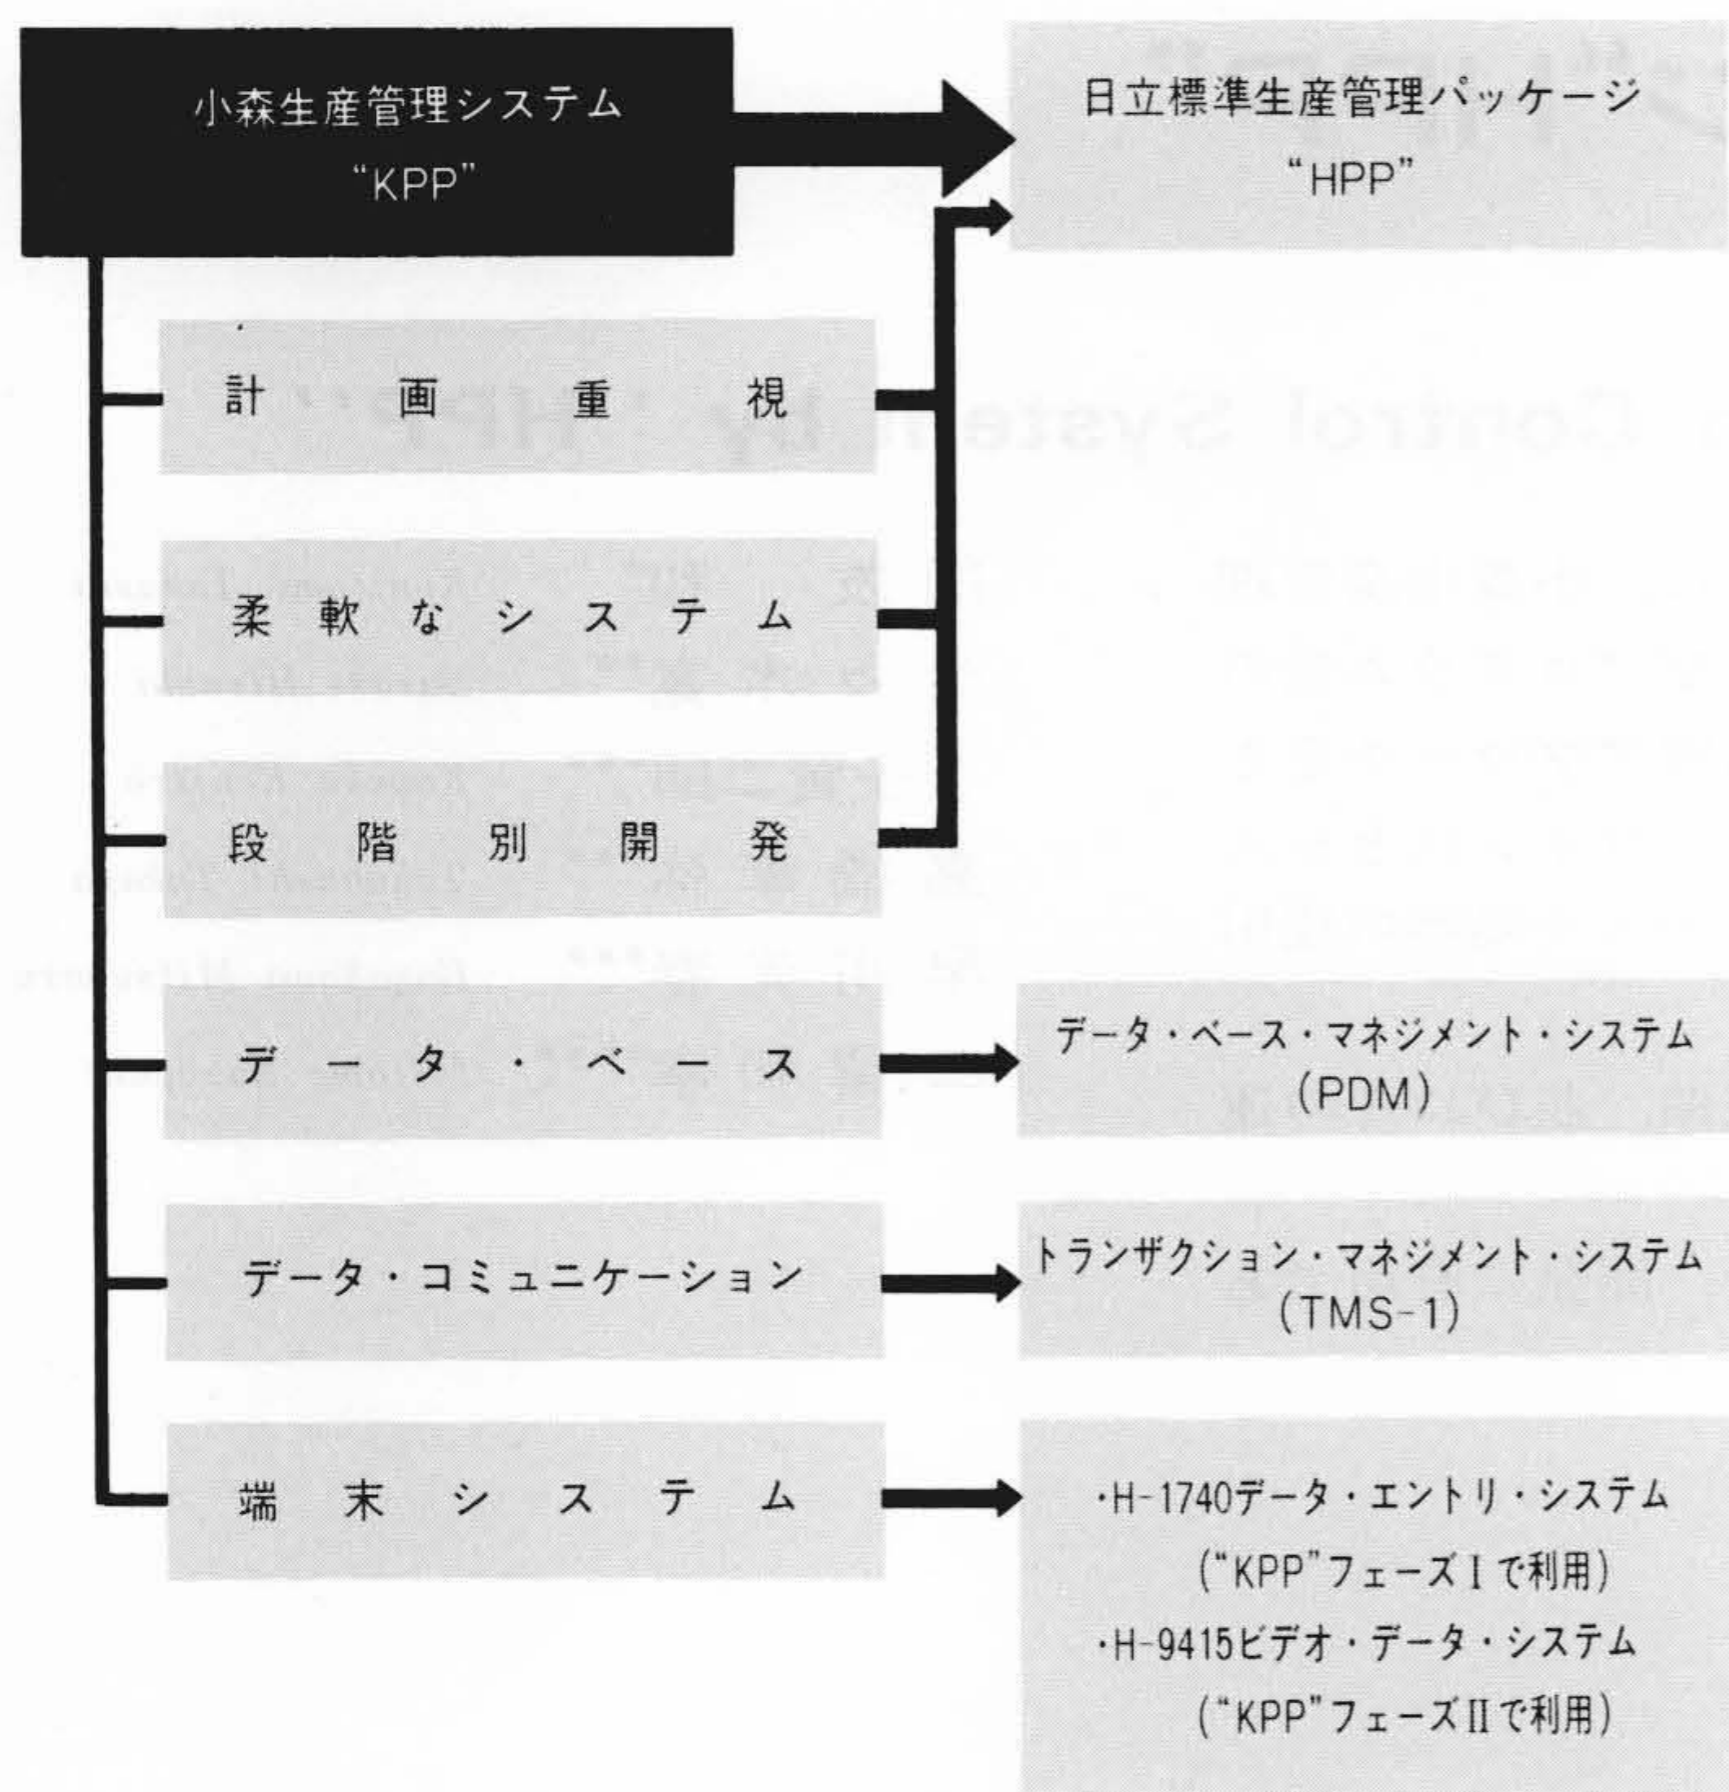 小森生産管理システム
“KPP”
日立標準生産管理パッケージ
“HPP”
計画重視
柔軟なシステム
段階別開発
データ・ベース
データ・ベース・マネジメント・システム
(PDM)
データ・コミュニケーション
トランザクション・マネジメント・システム
(TMS-1)
端末システム
・H-1740データ・エントリ・システム
(“KPP”フェーズⅠで利用)
・H-9415ビデオ・データ・システム
(“KPP”フェーズⅡで利用)